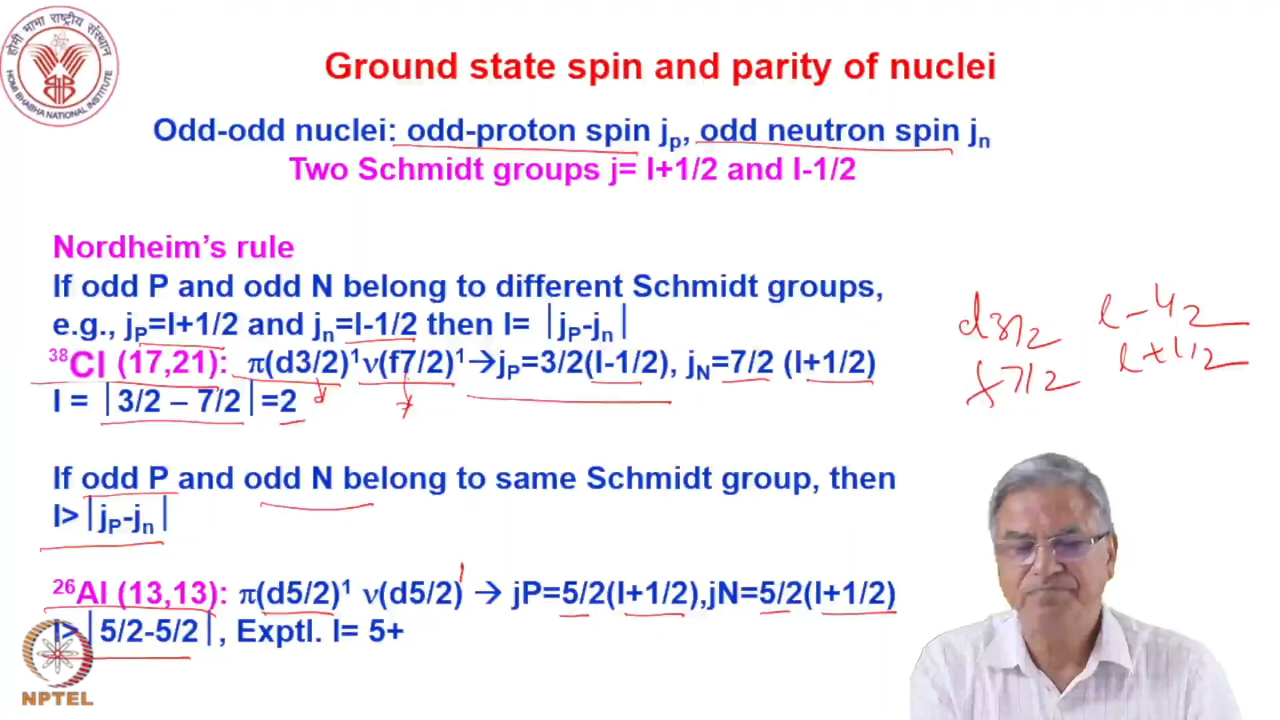 होमी भाभा राष्ट्रीय संस्थान
HOMI BHABHA NATIONAL INSTITUTE
Ground state spin and parity of nuclei
Odd-odd nuclei: odd-proton spin jₚ, odd neutron spin jₙ
Two Schmidt groups j= l+1/2 and l-1/2
Nordheim's rule
If odd P and odd N belong to different Schmidt groups,
e.g., jₚ=l+1/2 and jₙ=l-1/2 then I= |jₚ-jₙ|
³⁸Cl (17,21): π(d3/2)¹ν(f7/2)¹→jₚ=3/2(l-1/2), j_N=7/2 (l+1/2)
I = |3/2 – 7/2|=2
d3/2 l-1/2
f7/2 l+1/2
If odd P and odd N belong to same Schmidt group, then
I> |jₚ-jₙ|
²⁶Al (13,13): π(d5/2)¹ ν(d5/2)¹ → jP=5/2(l+1/2),jN=5/2(l+1/2)
I> |5/2-5/2|, Exptl. I= 5+
NPTEL